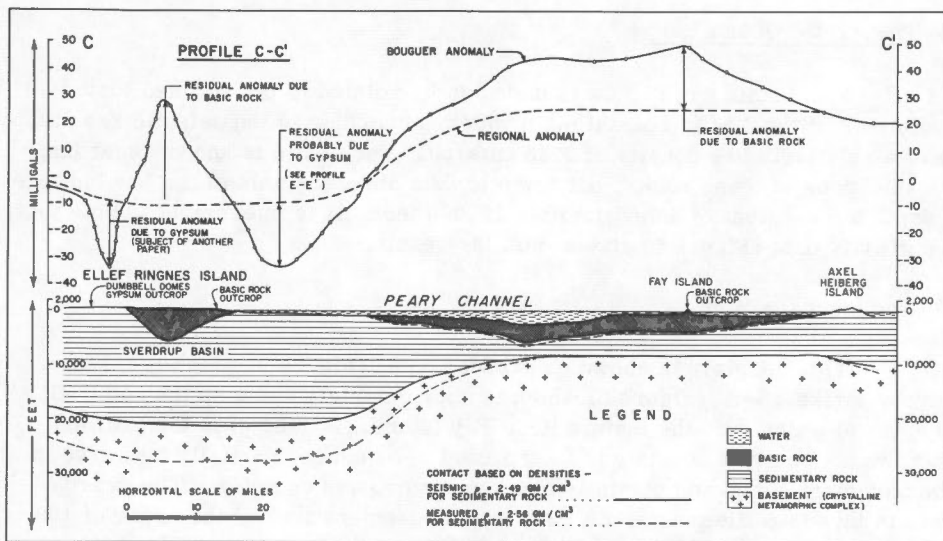 50
C
PROFILE C-C'
BOUGUER ANOMALY
C'
50
40
40
30
RESIDUAL ANOMALY DUE
TO BASIC ROCK
30
20
20
10
RESIDUAL ANOMALY
PROBABLY DUE
TO GYPSUM
(SEE PROFILE
E-E')
REGIONAL ANOMALY
RESIDUAL ANOMALY
DUE TO BASIC ROCK
10
0
0
MILLIGALS
-10
-10
RESIDUAL ANOMALY
DUE TO GYPSUM
(SUBJECT OF ANOTHER
PAPER)
-20
-20
-30
-30
40
40
ELLEF RINGNES ISLAND
DUMBBELL DOMES
GYPSUM OUTCROP
BASIC ROCK
OUTCROP
PEARY CHANNEL
FAY ISLAND
BASIC ROCK
OUTCROP
AXEL
HEIBERG
ISLAND
2,000
2,000
0
0
SVERDRUP BASIN
10,000
10,000
FEET
LEGEND
20,000
20,000
WATER
BASIC ROCK
SEDIMENTARY ROCK
BASEMENT (CRYSTALLINE
METAMORPHIC COMPLEX)
30,000
30,000
HORIZONTAL SCALE OF MILES
0 10 20
CONTACT BASED ON DENSITIES –
SEISMIC ρ = 2·49 GM/CM³
FOR SEDIMENTARY ROCK
MEASURED ρ = 2·56 GM/CM³
FOR SEDIMENTARY ROCK